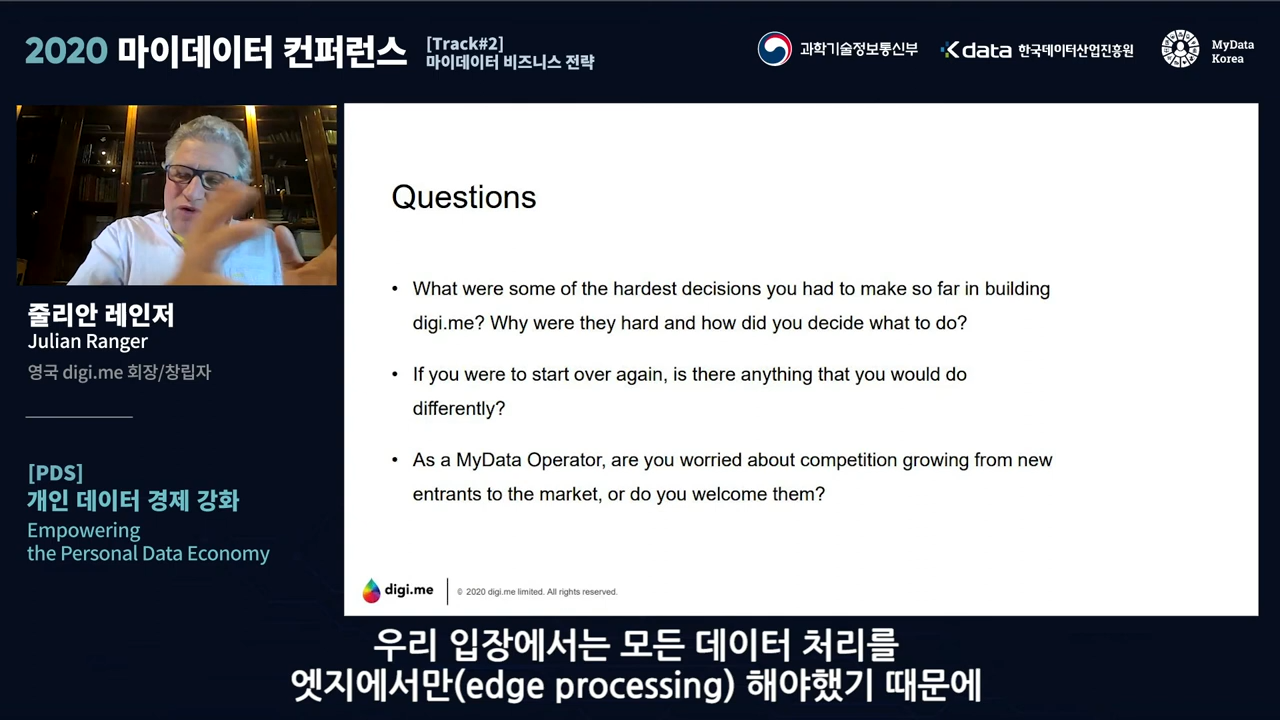 2020 마이데이터 컨퍼런스
[Track#2]
마이데이터 비즈니스 전략
과학기술정보통신부
Kdata 한국데이터산업진흥원
MyData
Korea
줄리안 레인저
Julian Ranger
영국 digi.me 회장/창립자
[PDS]
개인 데이터 경제 강화
Empowering
the Personal Data Economy
Questions
• What were some of the hardest decisions you had to make so far in building
digi.me? Why were they hard and how did you decide what to do?
• If you were to start over again, is there anything that you would do
differently?
• As a MyData Operator, are you worried about competition growing from new
entrants to the market, or do you welcome them?
digi.me
© 2020 digi.me limited. All rights reserved.
우리 입장에서는 모든 데이터 처리를
엣지에서만(edge processing) 해야했기 때문에